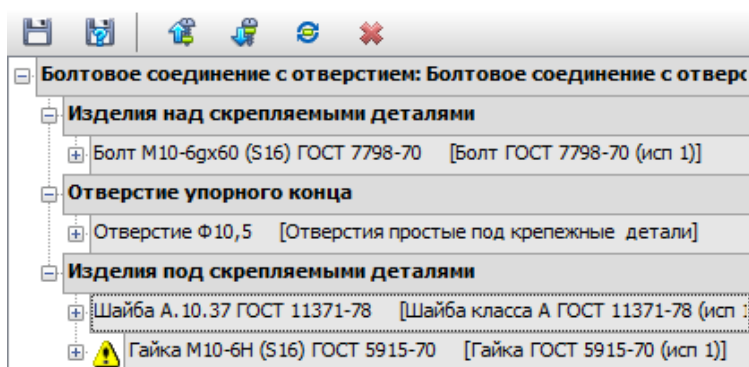 Болтовое соединение с отверстием: Болтовое соединение с отверс
Изделия над скрепляемыми деталями
Болт М10-6gх60 (S16) ГОСТ 7798-70 [Болт ГОСТ 7798-70 (исп 1)]
Отверстие упорного конца
Отверстие Ф10,5 [Отверстия простые под крепежные детали]
Изделия под скрепляемыми деталями
Шайба А.10.37 ГОСТ 11371-78 [Шайба класса А ГОСТ 11371-78 (исп 1
Гайка М10-6Н (S16) ГОСТ 5915-70 [Гайка ГОСТ 5915-70 (исп 1)]